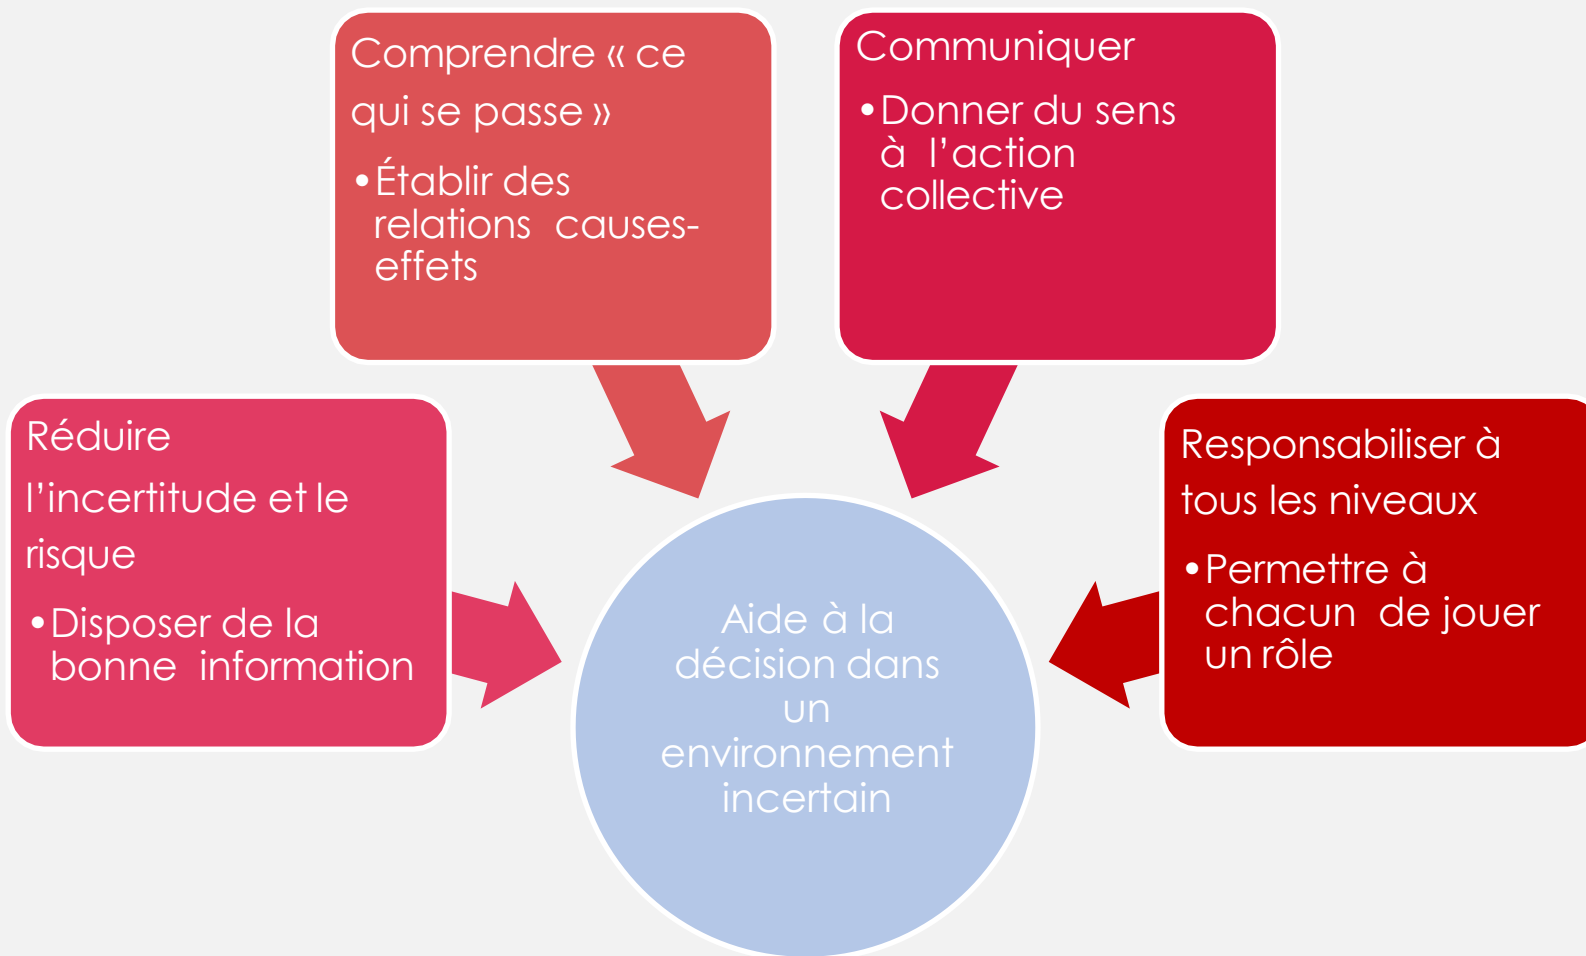 Comprendre « ce
qui se passe »
•Établir des
relations causes-
effets
Communiquer
•Donner du sens
à l’action
collective
Réduire
l’incertitude et le
risque
•Disposer de la
bonne information
Responsabiliser à
tous les niveaux
•Permettre à
chacun de jouer
un rôle
Aide à la
décision dans
un
environnement
incertain